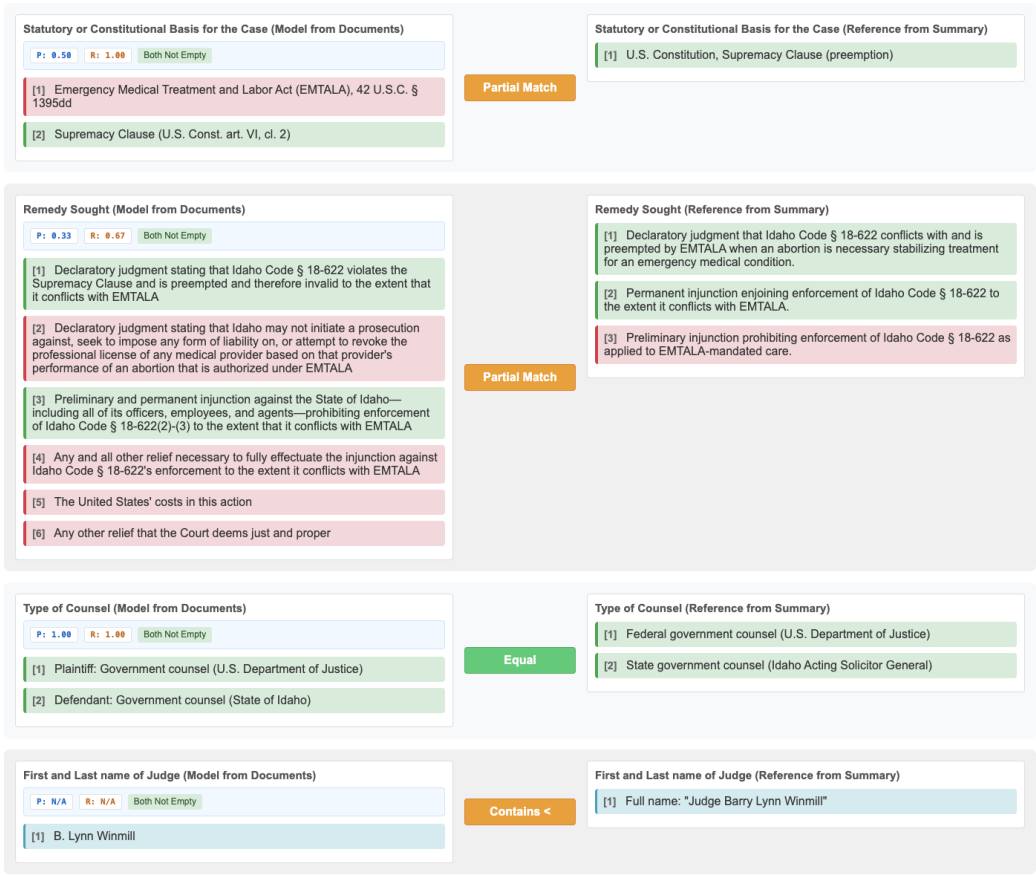 Statutory or Constitutional Basis for the Case (Model from Documents)
P: 0.50 R: 1.00 Both Not Empty
[1] Emergency Medical Treatment and Labor Act (EMTALA), 42 U.S.C. §
1395dd
[2] Supremacy Clause (U.S. Const. art. VI, cl. 2)
Partial Match
Statutory or Constitutional Basis for the Case (Reference from Summary)
[1] U.S. Constitution, Supremacy Clause (preemption)
Remedy Sought (Model from Documents)
P: 0.33 R: 0.67 Both Not Empty
[1] Declaratory judgment stating that Idaho Code § 18-622 violates the
Supremacy Clause and is preempted and therefore invalid to the extent that
it conflicts with EMTALA
[2] Declaratory judgment stating that Idaho may not initiate a prosecution
against, seek to impose any form of liability on, or attempt to revoke the
professional license of any medical provider based on that provider's
performance of an abortion that is authorized under EMTALA
[3] Preliminary and permanent injunction against the State of Idaho—
including all of its officers, employees, and agents—prohibiting enforcement
of Idaho Code § 18-622(2)-(3) to the extent that it conflicts with EMTALA
[4] Any and all other relief necessary to fully effectuate the injunction against
Idaho Code § 18-622's enforcement to the extent it conflicts with EMTALA
[5] The United States' costs in this action
[6] Any other relief that the Court deems just and proper
Partial Match
Remedy Sought (Reference from Summary)
[1] Declaratory judgment that Idaho Code § 18-622 conflicts with and is
preempted by EMTALA when an abortion is necessary stabilizing treatment
for an emergency medical condition.
[2] Permanent injunction enjoining enforcement of Idaho Code § 18-622 to
the extent it conflicts with EMTALA.
[3] Preliminary injunction prohibiting enforcement of Idaho Code § 18-622 as
applied to EMTALA-mandated care.
Type of Counsel (Model from Documents)
P: 1.00 R: 1.00 Both Not Empty
[1] Plaintiff: Government counsel (U.S. Department of Justice)
[2] Defendant: Government counsel (State of Idaho)
Equal
Type of Counsel (Reference from Summary)
[1] Federal government counsel (U.S. Department of Justice)
[2] State government counsel (Idaho Acting Solicitor General)
First and Last name of Judge (Model from Documents)
P: N/A R: N/A Both Not Empty
[1] B. Lynn Winmill
Contains <
First and Last name of Judge (Reference from Summary)
[1] Full name: "Judge Barry Lynn Winmill"